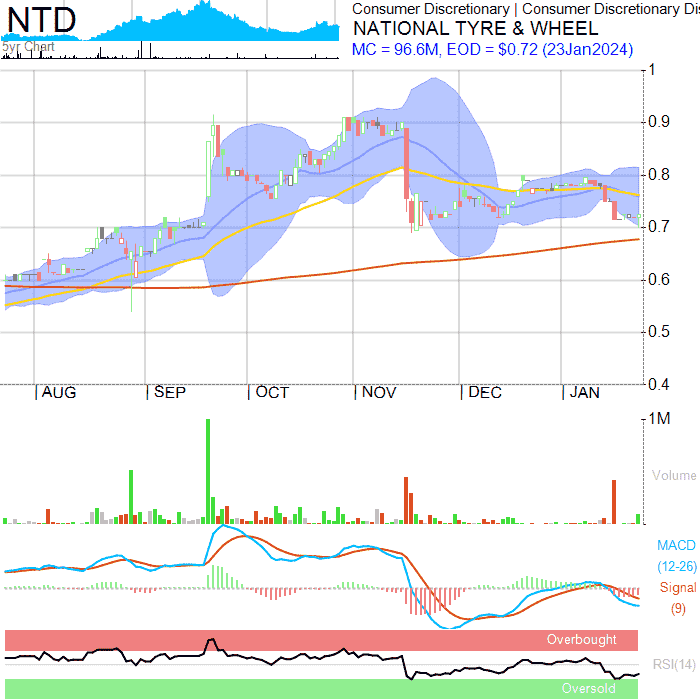 NTD
5yr Chart
Consumer Discretionary | Consumer Discretionary Dis
NATIONAL TYRE & WHEEL
MC = 96.6M, EOD = $0.72 (23Jan2024)
1
0.9
0.8
0.7
0.6
0.5
0.4
AUG SEP OCT NOV DEC JAN
1M
Volume
MACD
(12-26)
Signal
(9)
Overbought
RSI(14)
Oversold